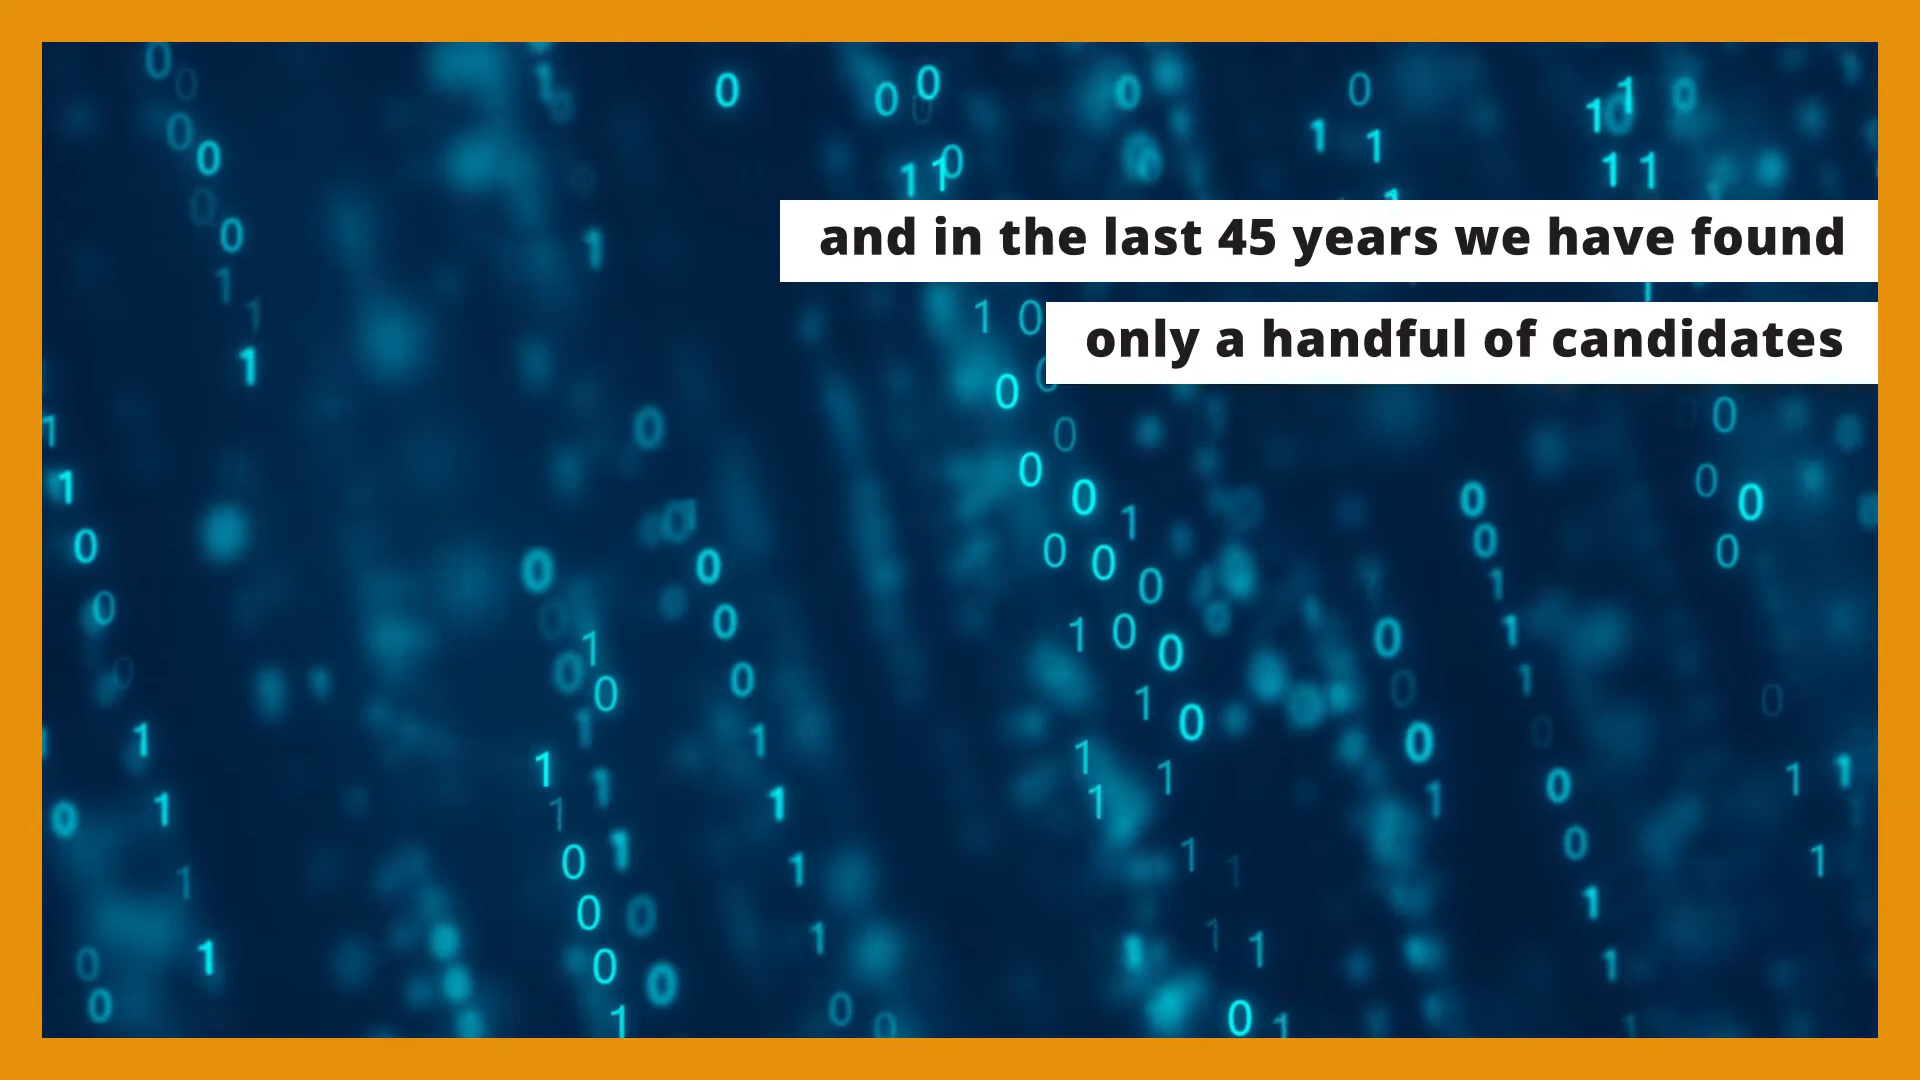 and in the last 45 years we have found
only a handful of candidates